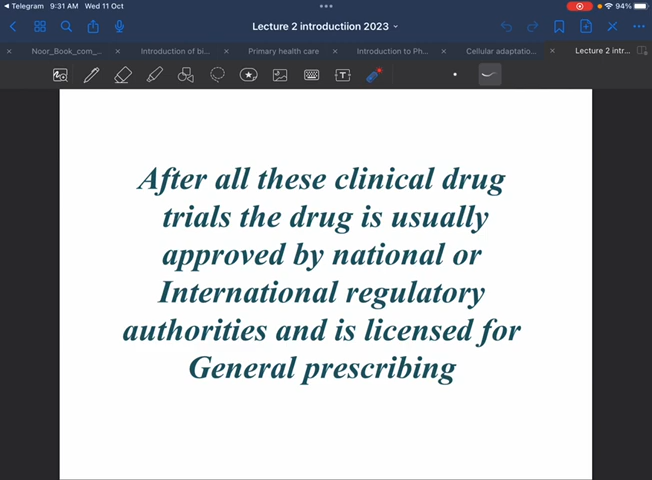 Telegram 9:31 AM Wed 11 Oct
94%
Lecture 2 introductiion 2023
Noor_Book_com_...
Introduction of bi...
Primary health care
Introduction to Ph...
Cellular adaptatio...
Lecture 2 intr...
T
After all these clinical drug
trials the drug is usually
approved by national or
International regulatory
authorities and is licensed for
General prescribing